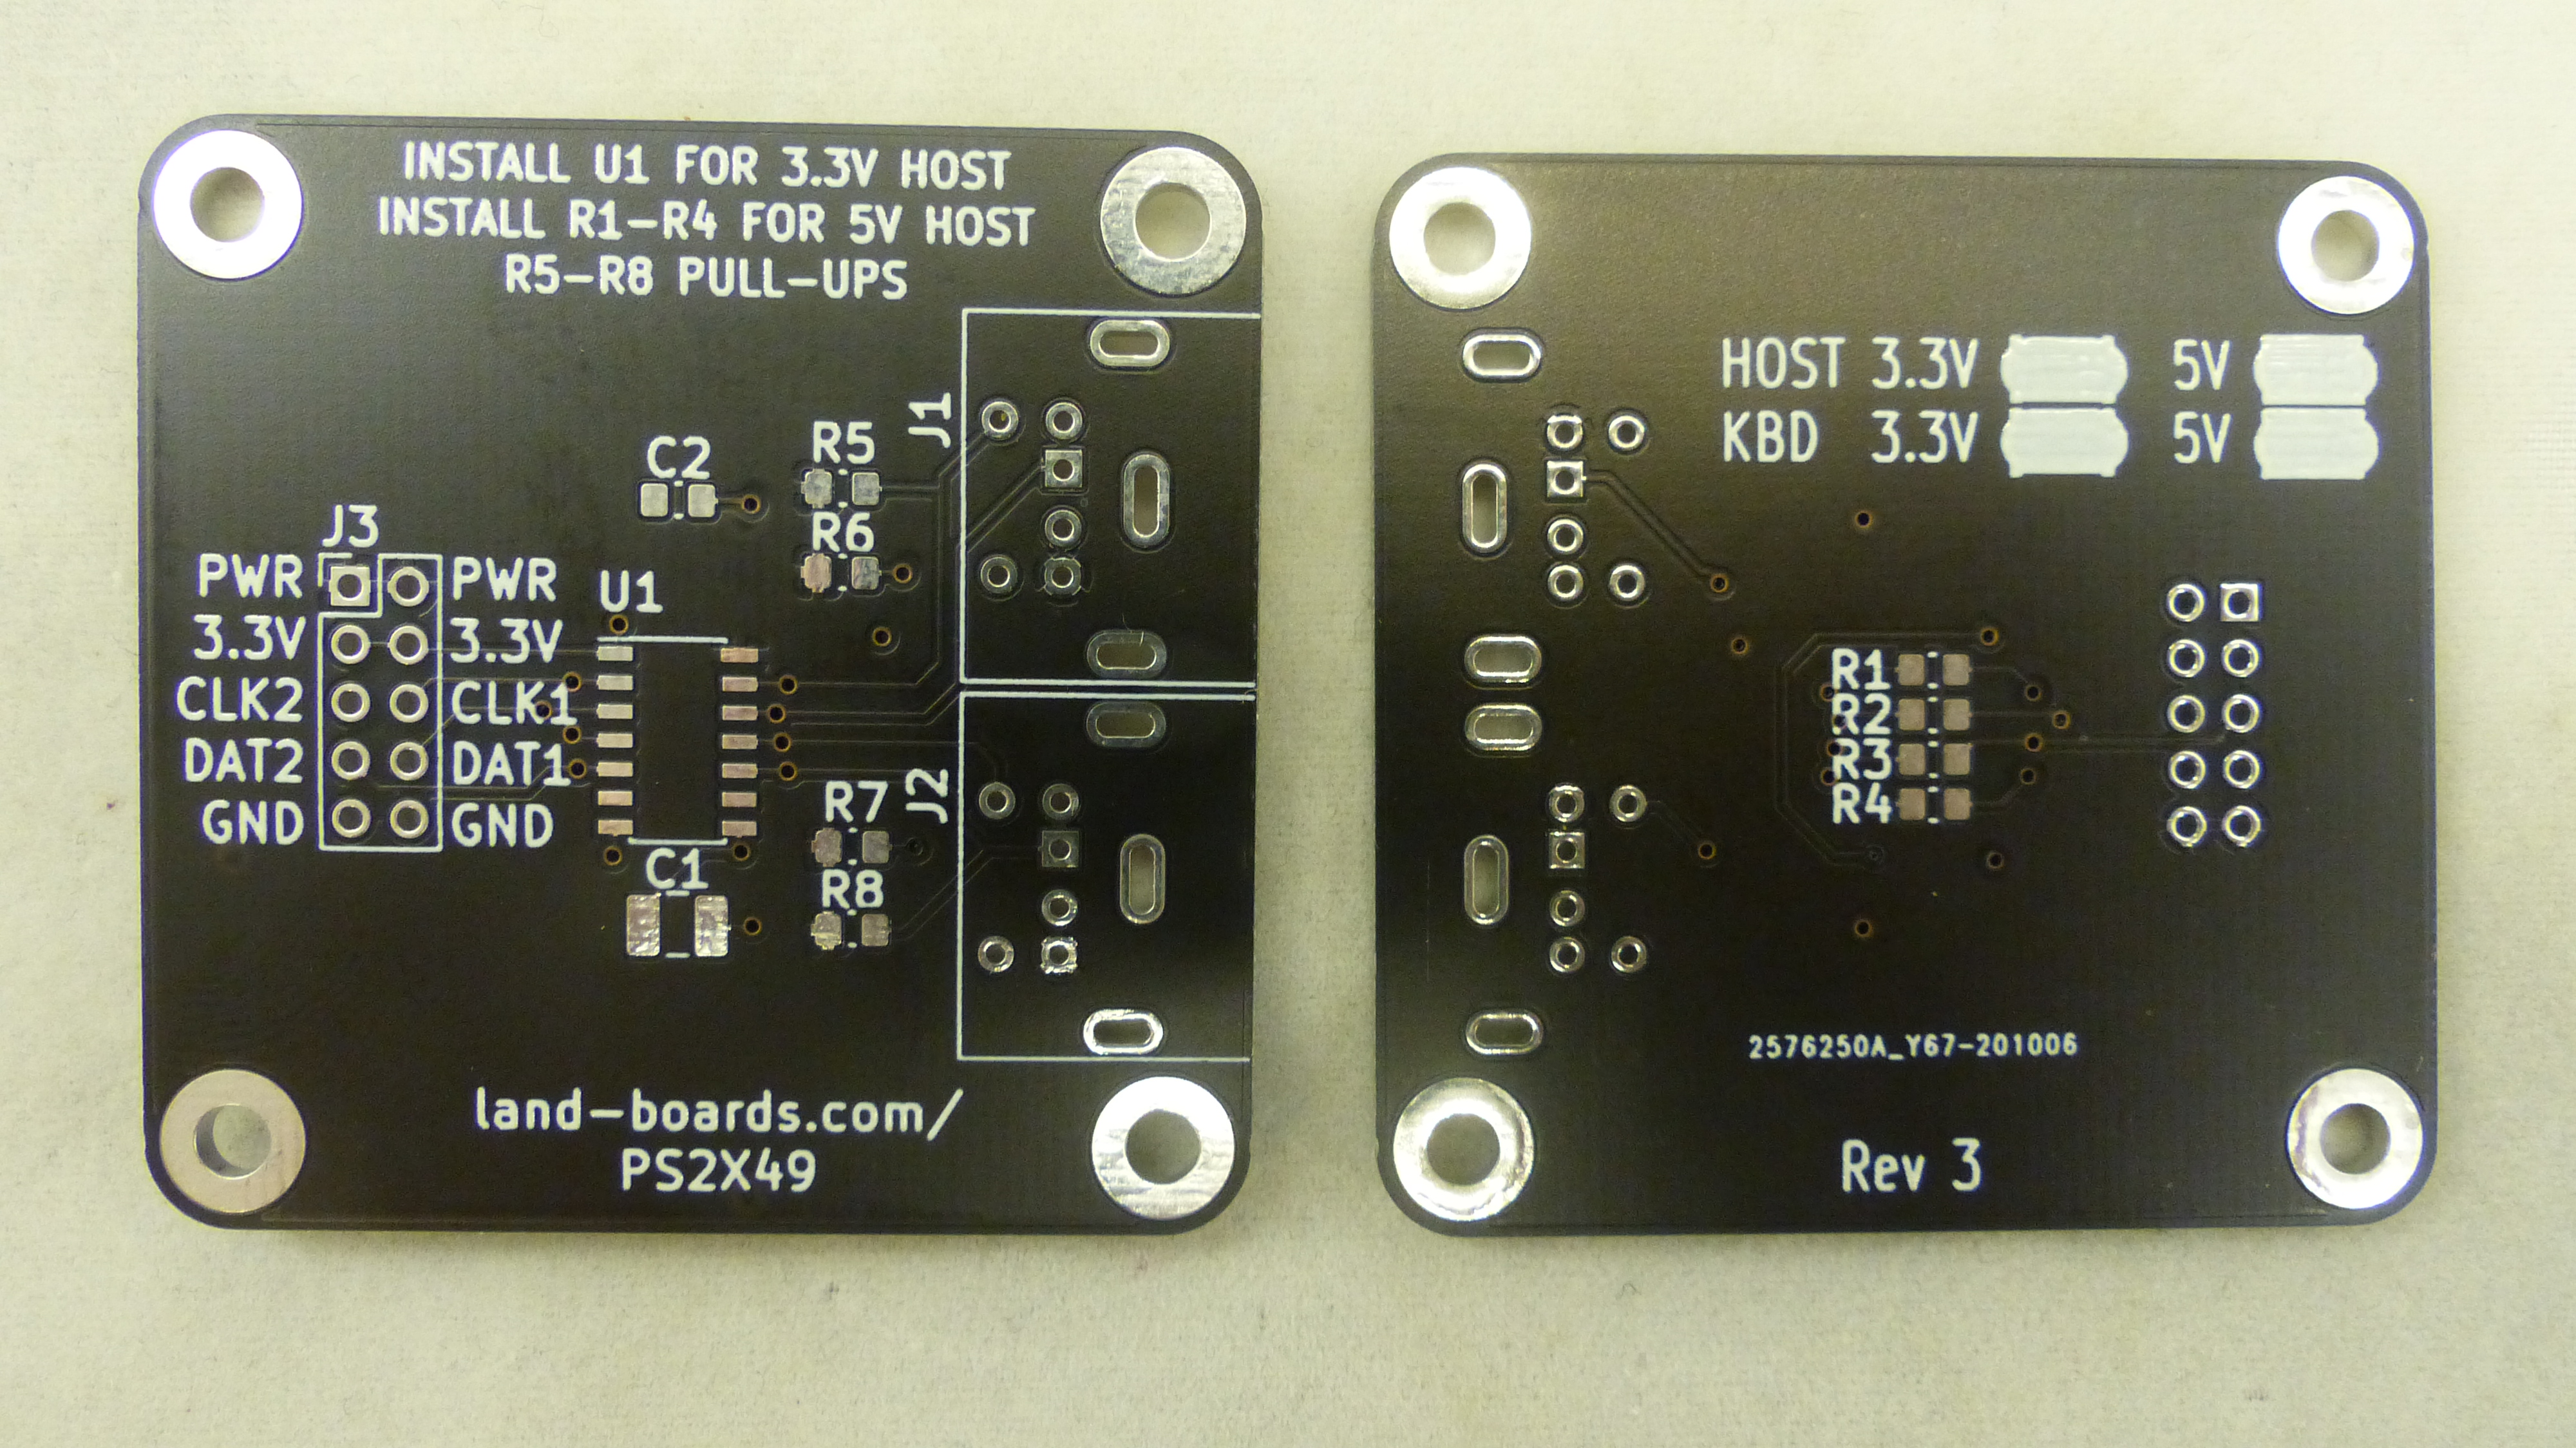 INSTALL U1 FOR 3.3V HOST
INSTALL R1-R4 FOR 5V HOST
R5-R8 PULL-UPS
J1
C2
R5
R6
J3
PWR PWR
3.3V 3.3V
CLK2 CLK1
DAT2 DAT1
GND GND
U1
J2
R7
C1
R8
land-boards.com/
PS2X49
HOST 3.3V 5V
KBD 3.3V 5V
R1
R2
R3
R4
2576250A_Y67-201006
Rev 3